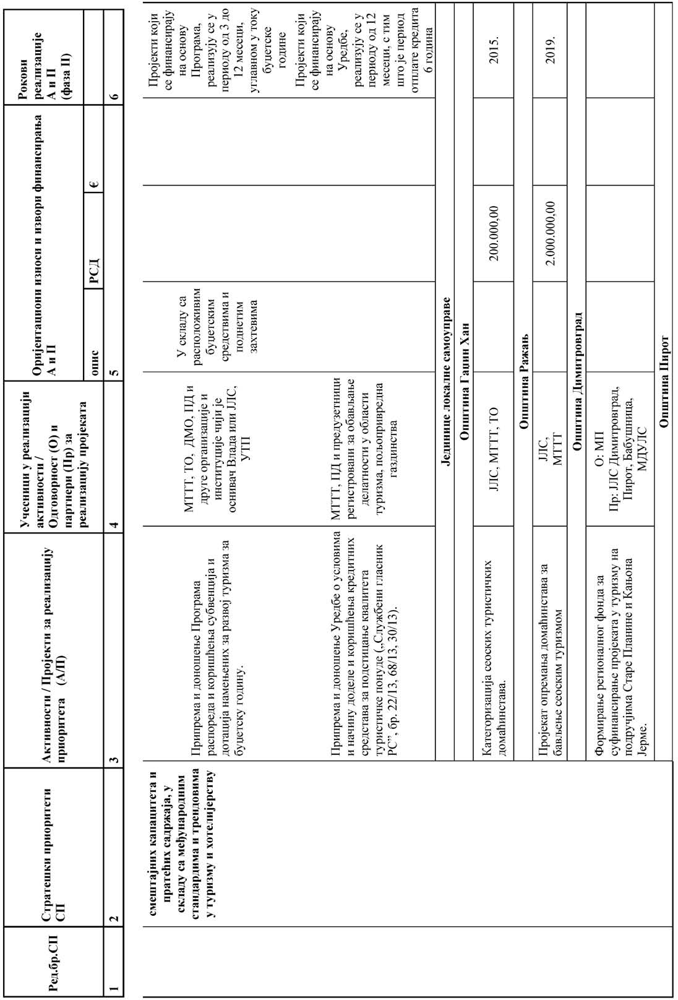 Ред.бр.СП
Стратешки приоритети
СП
Активности / Пројекти за реализацију
приоритета (А/П)
Учесници у реализацији
активности /
Одговорност (О) и
партнери (Пр) за
реализацију пројеката
Оријентациони износи и извори финансирања
А и П
опис
РСД
€
Рокови
реализације
А и П
(фаза II)
1
2
3
4
5
6
смештајних капацитета и
пратећих садржаја, у
складу са међународним
стандардима и трендовима
у туризму и хотелијерству
Припрема и доношење Програма
распореда и коришћења субвенција и
дотација намењених за развој туризма за
буџетску годину.
МТТТ, ТО, ДМО, ПД и
друге организације и
институције чији је
оснивач Влада или ЈЛС,
УТП
У складу са
расположивим
буџетским
средствима и
поднетим
захтевима
Пројекти који
се финансирају
на основу
Програма,
реализују се у
периоду од 3 до
12 месеци,
углавном у току
буџетске
године
Припрема и доношење Уредбе о условима
и начину доделе и коришћења кредитних
средстава за подстицање квалитета
туристичке понуде („Службени гласник
РС”, бр. 22/13, 68/13, 30/13).
МТТТ, ПД и предузетници
регистровани за обављање
делатности у области
туризма, пољопривредна
газдинства
Пројекти који
се финансирају
на основу
Уредбе,
реализују се у
периоду од 12
месеци, с тим
што је период
отплате кредита
6 година
Јединице локалне самоуправе
Општина Гаџин Хан
Категоризација сеоских туристичких
домаћинстава.
ЈЛС, МТТТ, ТО
200.000,00
2015.
Општина Ражањ
Пројекат опремања домаћинстава за
бављење сеоским туризмом
ЈЛС,
МТТТ
2.000.000,00
2019.
Општина Димитровград
Формирање регионалног фонда за
суфинансирање пројеката у туризму на
подручјима Старе Планине и Кањона
Јерме.
О: МП
Пр: ЈЛС Димитровград,
Пирот, Бабушница,
МДУЛС
Општина Пирот